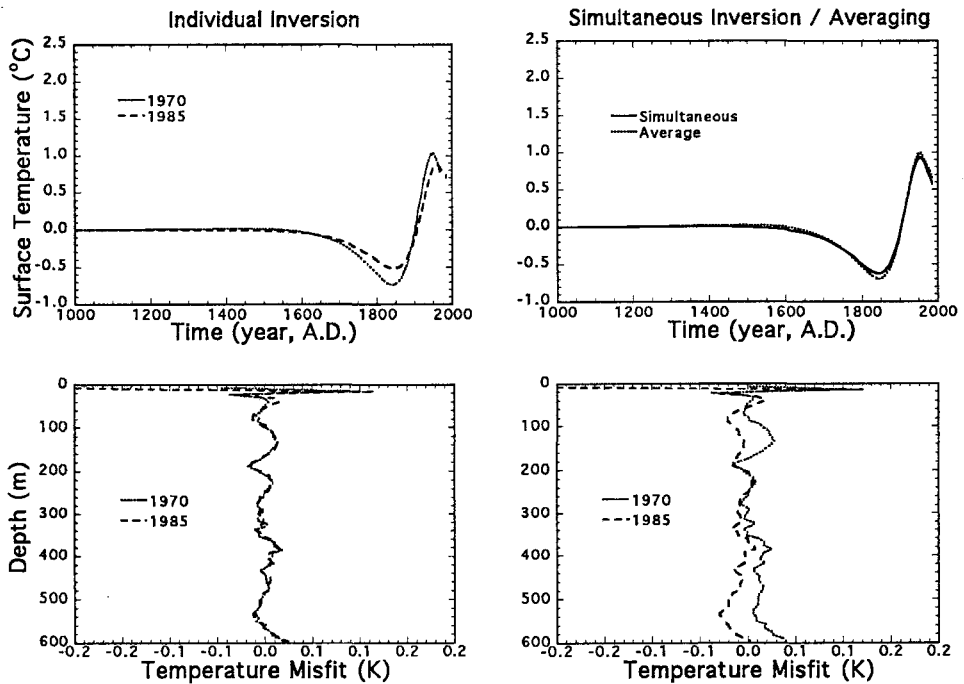 Individual Inversion
Simultaneous Inversion / Averaging
Surface Temperature (°C)
2.5
2.0
1.5
1.0
0.5
0.0
-0.5
-1.0
1970
1985
1000 1200 1400 1600 1800 2000
Time (year, A.D.)
2.5
2.0
1.5
1.0
0.5
0.0
-0.5
-1.0
Simultaneous
Average
1000 1200 1400 1600 1800 2000
Time (year, A.D.)
Depth (m)
0
100
200
300
400
500
600
1970
1985
-0.2 -0.2 -0.1 -0.1 0.0 0.1 0.1 0.2 0.2
Temperature Misfit (K)
0
100
200
300
400
500
600
1970
1985
-0.2 -0.2 -0.1 -0.1 0.0 0.1 0.1 0.2 0.2
Temperature Misfit (K)